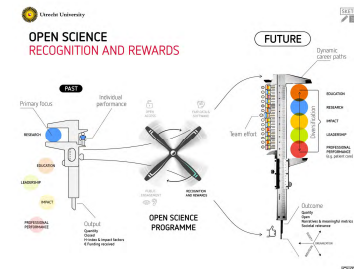 Utrecht University
OPEN SCIENCE
RECOGNITION AND REWARDS
PAST
Primary focus
Individual
performance
RESEARCH
EDUCATION
LEADERSHIP
IMPACT
PROFESSIONAL
PERFORMANCE
Output
Quantity
Closed
H-index & impact factors
€ Funding received
OPEN
ACCESS
FAIR DATA &
SOFTWARE
PUBLIC
ENGAGEMENT
RECOGNITION
AND REWARDS
OPEN SCIENCE
PROGRAMME
FUTURE
Dynamic
career paths
Team effort
Diversification
EDUCATION
RESEARCH
IMPACT
LEADERSHIP
PROFESSIONAL
PERFORMANCE
(e.g. patient care)
Outcome
Quality
Open
Narratives & meaningful metrics
Societal relevance